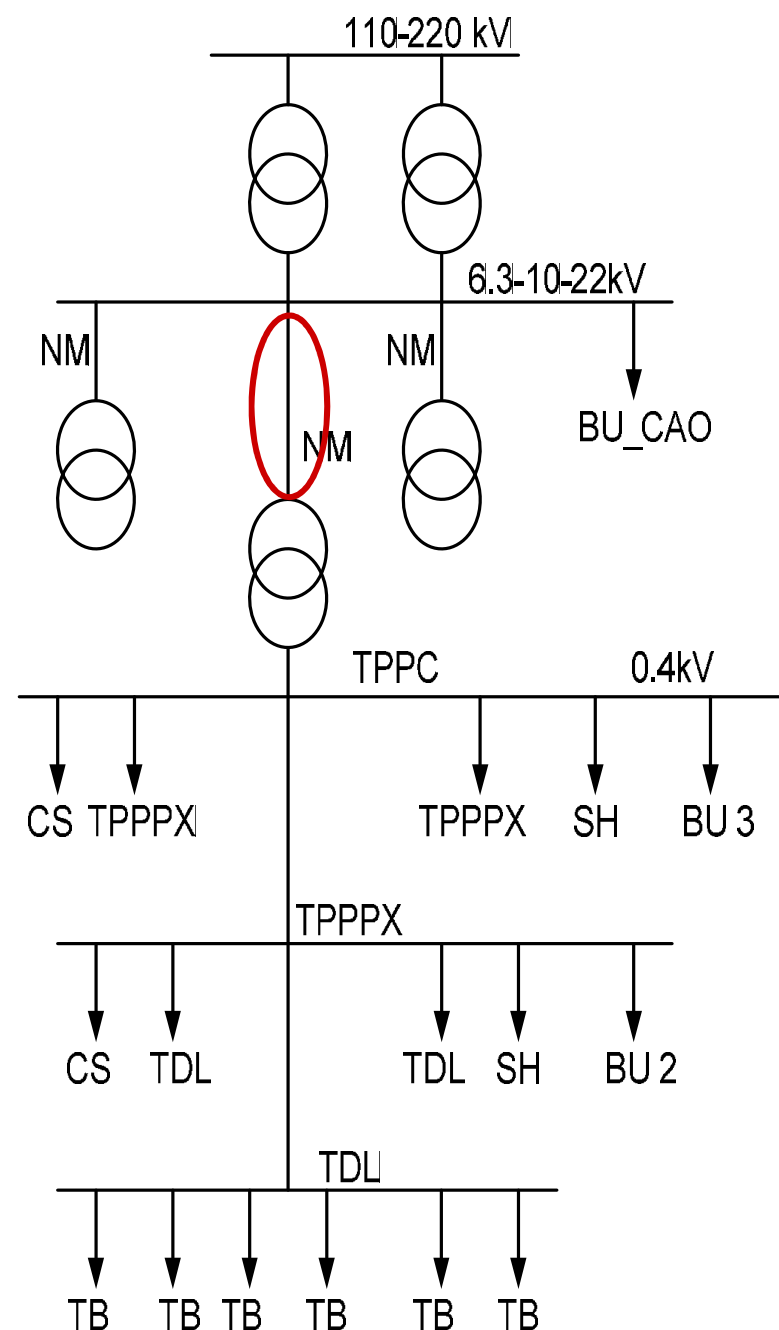 110-220 kV
6.3-10-22kV
NM
NM
NM
BU_CAO
TPPC 0.4kV
CS TPPPX TPPPX SH BU 3
TPPPX
CS TDL TDL SH BU 2
TDL
TB TB TB TB TB TB